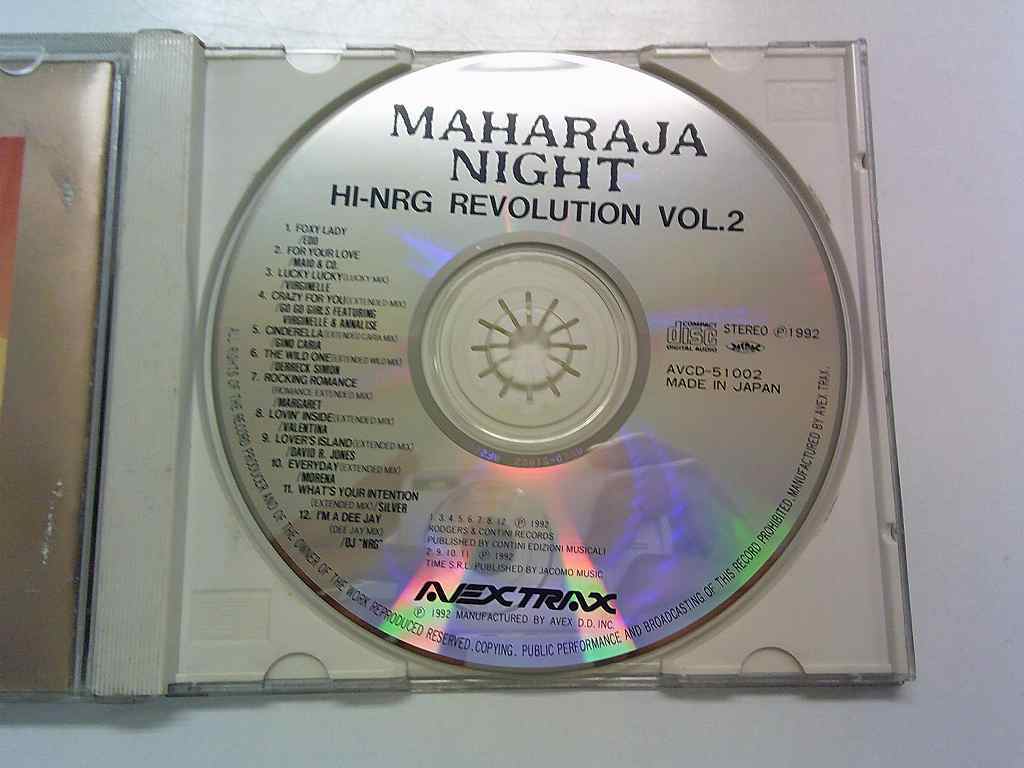 MAHARAJA
NIGHT
HI-NRG REVOLUTION VOL.2
1. FOXY LADY
/EDO
2. FOR YOUR LOVE
/MAIO & CO.
3. LUCKY LUCKY(LUCKY MIX)
/VIRGINELLE
4. CRAZY FOR YOU(EXTENDED MIX)
/GO GO GIRLS FEATURING
VIRGINELLE & ANNALISE
5. CINDERELLA(EXTENDED CARIA MIX)
/GINO CARIA
6. THE WILD ONE(EXTENDED WILD MIX)
/DERRECK SIMON
7. ROCKING ROMANCE
(ROMANCE EXTENDED MIX)
/MARGARET
8. LOVIN' INSIDE(EXTENDED MIX)
/VALENTINA
9. LOVER'S ISLAND(EXTENDED MIX)
/DAVID R. JONES
10. EVERYDAY(EXTENDED MIX)
/MORENA
11. WHAT'S YOUR INTENTION
(EXTENDED MIX)/SILVER
12. I'M A DEE JAY
(DEE JAY MIX)
/DJ "NRG"
COMPACT
disc
DIGITAL AUDIO
STEREO ℗1992
AVCD-51002
MADE IN JAPAN
1. 3. 4. 5. 6. 7. 8. 12. ℗ 1992
RODGERS & CONTINI RECORDS
PUBLISHED BY CONTINI EDIZIONI MUSICALI
2. 9. 10. 11 ℗ 1992
TIME S.R.L. PUBLISHED BY JACOMO MUSIC
AVEX TRAX
℗ 1992 MANUFACTURED BY AVEX D.D. INC.
ALL RIGHTS OF THE RECORD PRODUCER AND OF THE OWNER OF THE WORK REPRODUCED RESERVED. COPYING, PUBLIC PERFORMANCE AND BROADCASTING OF THIS RECORD PROHIBITED. MANUFACTURED BY AVEX TRAX.